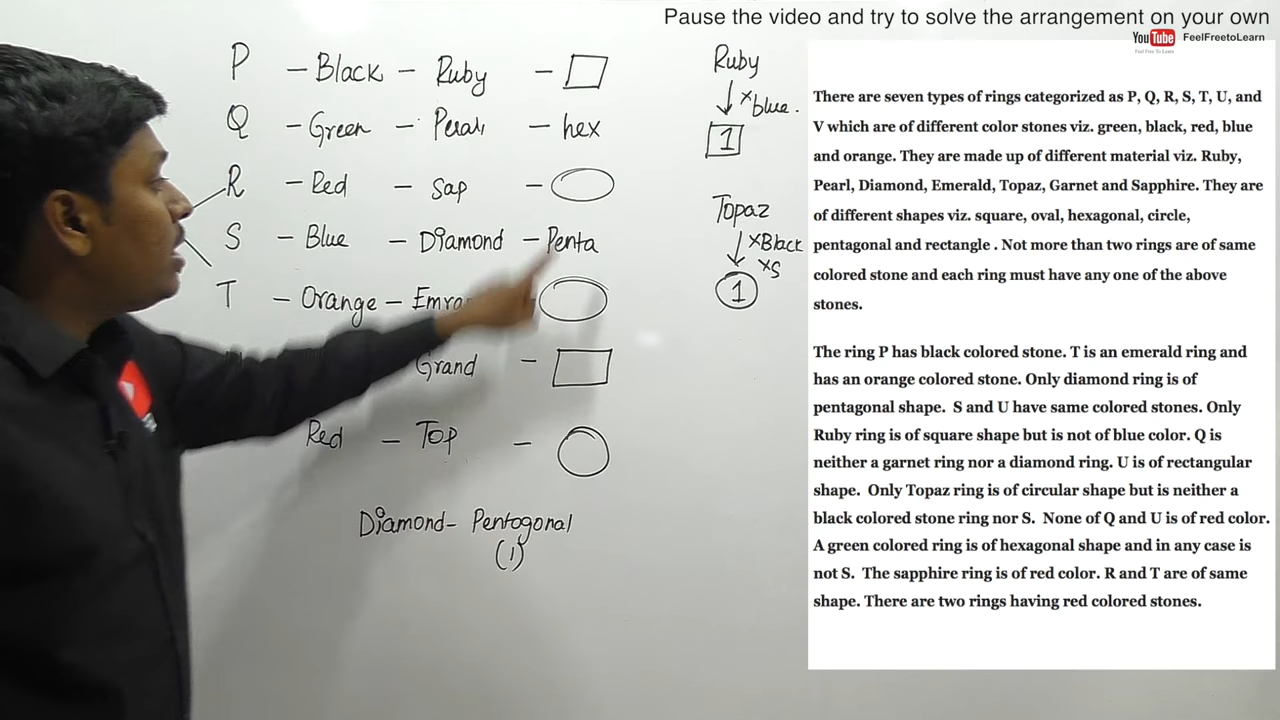 Pause the video and try to solve the arrangement on your own
YouTube
Feel Free To Learn
FeelFreetoLearn
P - Black - Ruby -
Q - Green - Peral - hex
R - Red - Sap -
S - Blue - Diamond - Penta
T - Orange - Emra
Grand -
Red - Top -
Diamond- Pentogonal
(1)
Ruby
xblue.
1
Topaz
xBlack
xS
1
There are seven types of rings categorized as P, Q, R, S, T, U, and
V which are of different color stones viz. green, black, red, blue
and orange. They are made up of different material viz. Ruby,
Pearl, Diamond, Emerald, Topaz, Garnet and Sapphire. They are
of different shapes viz. square, oval, hexagonal, circle,
pentagonal and rectangle . Not more than two rings are of same
colored stone and each ring must have any one of the above
stones.
The ring P has black colored stone. T is an emerald ring and
has an orange colored stone. Only diamond ring is of
pentagonal shape. S and U have same colored stones. Only
Ruby ring is of square shape but is not of blue color. Q is
neither a garnet ring nor a diamond ring. U is of rectangular
shape. Only Topaz ring is of circular shape but is neither a
black colored stone ring nor S. None of Q and U is of red color.
A green colored ring is of hexagonal shape and in any case is
not S. The sapphire ring is of red color. R and T are of same
shape. There are two rings having red colored stones.